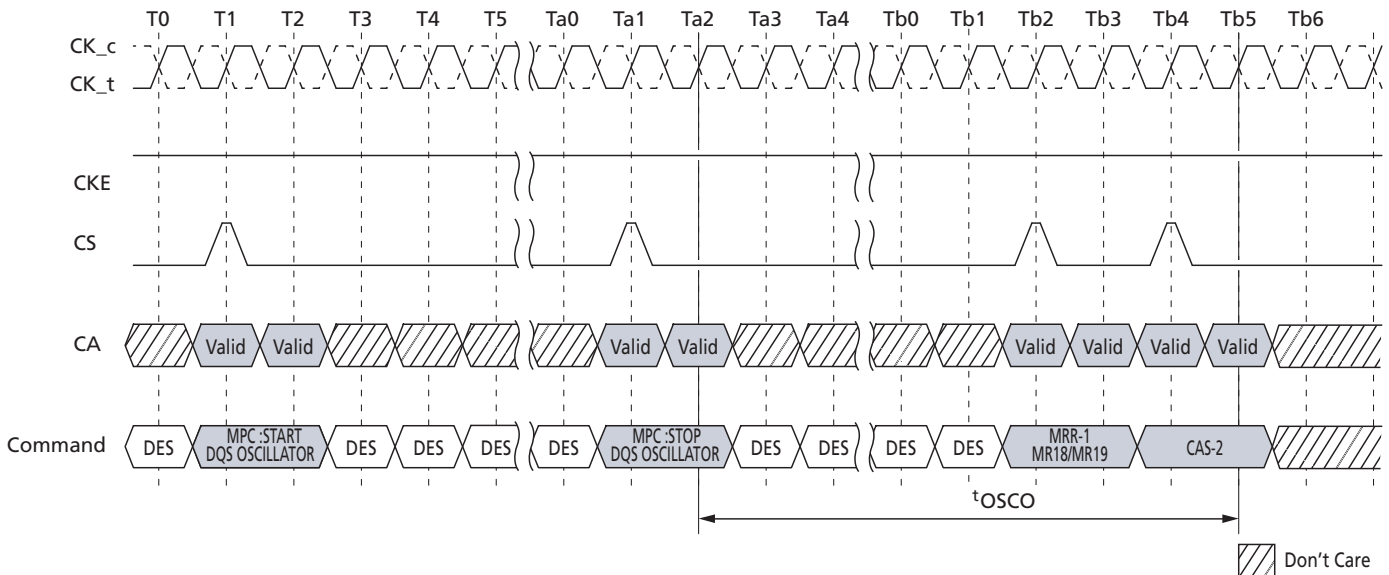 T0 T1 T2 T3 T4 T5 Ta0 Ta1 Ta2 Ta3 Ta4 Tb0 Tb1 Tb2 Tb3 Tb4 Tb5 Tb6
CK_c
CK_t
CKE
CS
CA Valid Valid Valid Valid Valid Valid Valid Valid
Command DES MPC :START DES DES DES DES MPC :STOP DES DES DES DES MRR-1 CAS-2
DQS OSCILLATOR DQS OSCILLATOR MR18/MR19
tOSCO
Don't Care